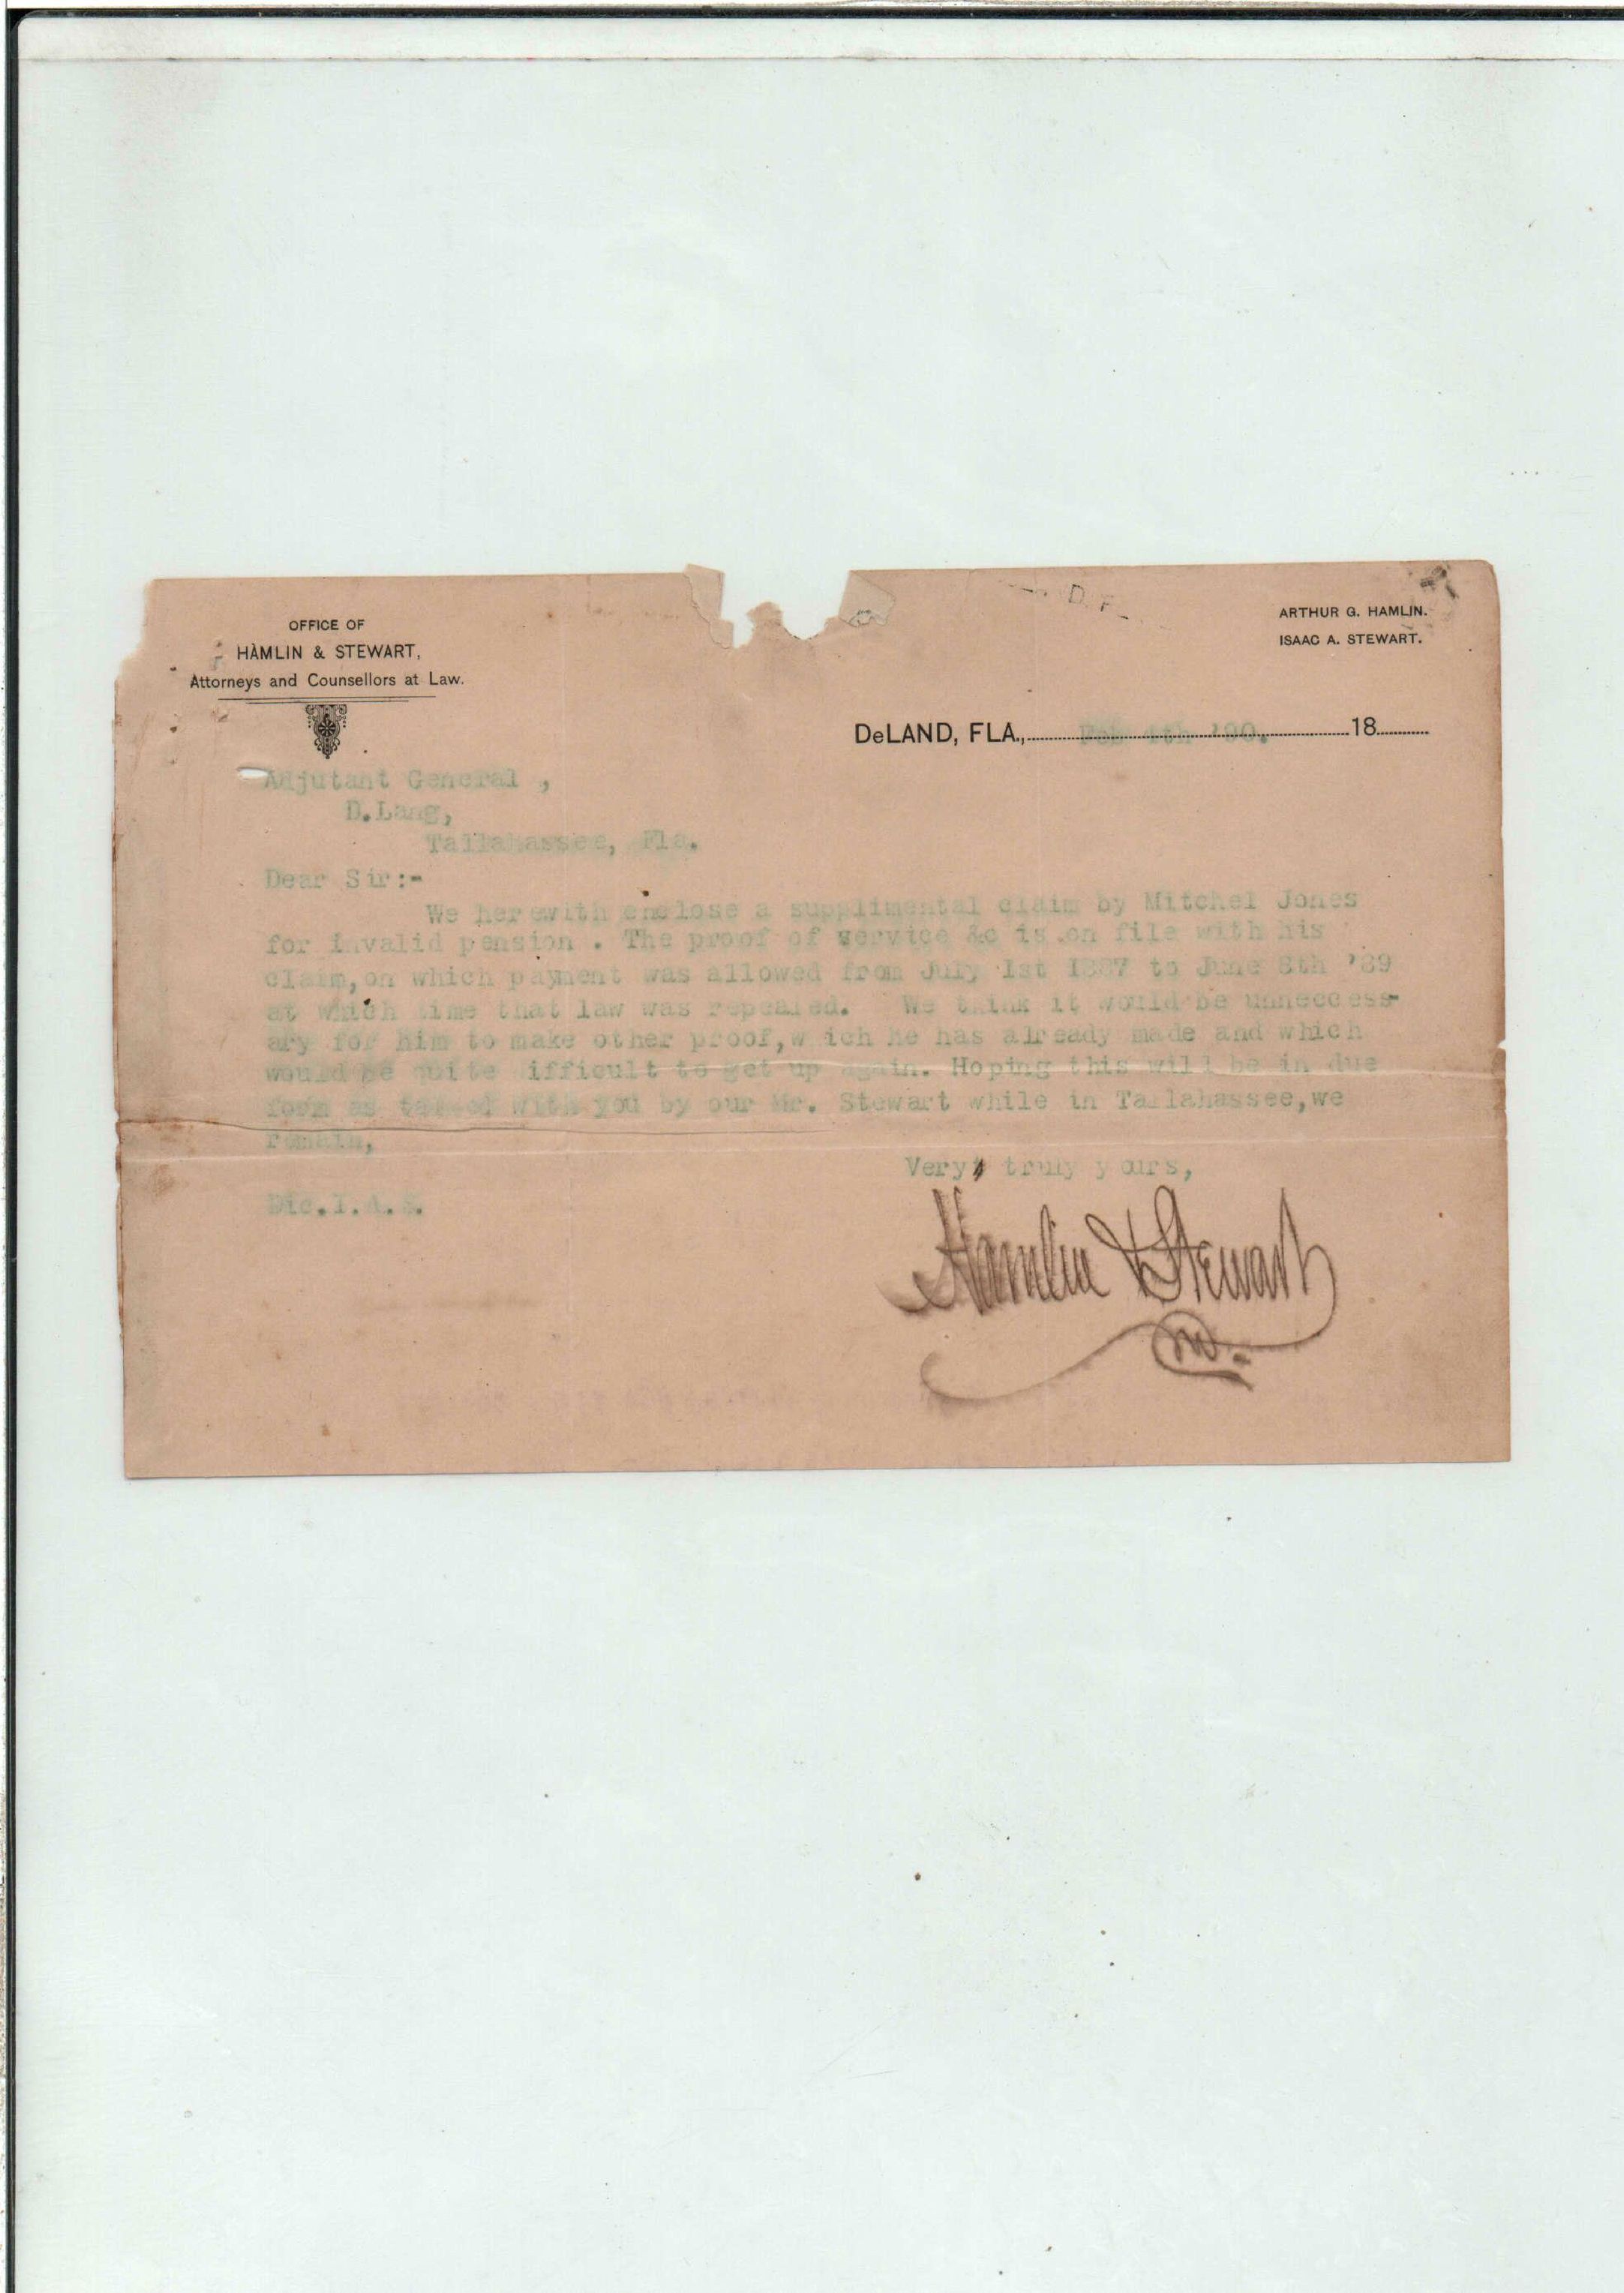 OFFICE OF
HAMLIN & STEWART,
Attorneys and Counsellors at Law.
ARTHUR G. HAMLIN.
ISAAC A. STEWART.
DeLAND, FLA., Feb 4th '90. 18
Adjutant General ,
D. Lang,
Tallahassee, Fla.
Dear Sir:-
We herewith enclose a supplimental claim by Mitchel Jones
for invalid pension . The proof of service &c is on file with his
claim, on which payment was allowed from July 1st 1887 to June 8th '89
at which time that law was repealed. We think it would be unneccess-
ary for him to make other proof, w ich he has already made and which
would be quite ifficult to get up again. Hoping this will be in due
form as talked with you by our Mr. Stewart while in Tallahassee, we
remain,
Very truly yours,
Dic. I. A. S.
Hamlin & Stewart